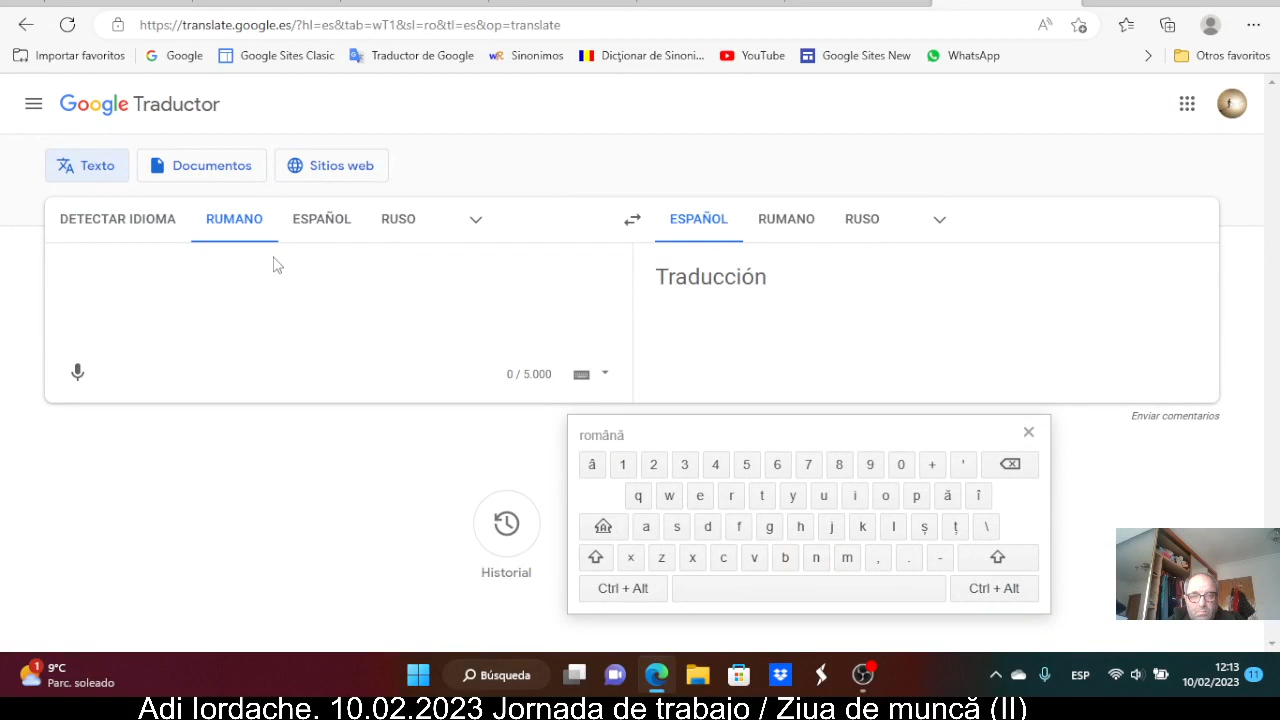 https://translate.google.es/?hl=es&tab=wT1&sl=ro&tl=es&op=translate
Importar favoritos Google Google Sites Clasic Traductor de Google wR Sinonimos Dicţionar de Sinoni... YouTube Google Sites New WhatsApp Otros favoritos
Google Traductor
Texto Documentos Sitios web
DETECTAR IDIOMA RUMANO ESPAÑOL RUSO ESPAÑOL RUMANO RUSO
Traducción
0 / 5.000
Enviar comentarios
română
â 1 2 3 4 5 6 7 8 9 0 + '
q w e r t y u i o p ă î
a s d f g h j k l ș ț \
x z x c v b n m , . -
Ctrl + Alt Ctrl + Alt
Historial
1 9°C
Parc. soleado
Búsqueda
ESP
12:13
10/02/2023 11
Adi Iordache. 10.02.2023 Jornada de trabajo / Ziua de muncă (II)